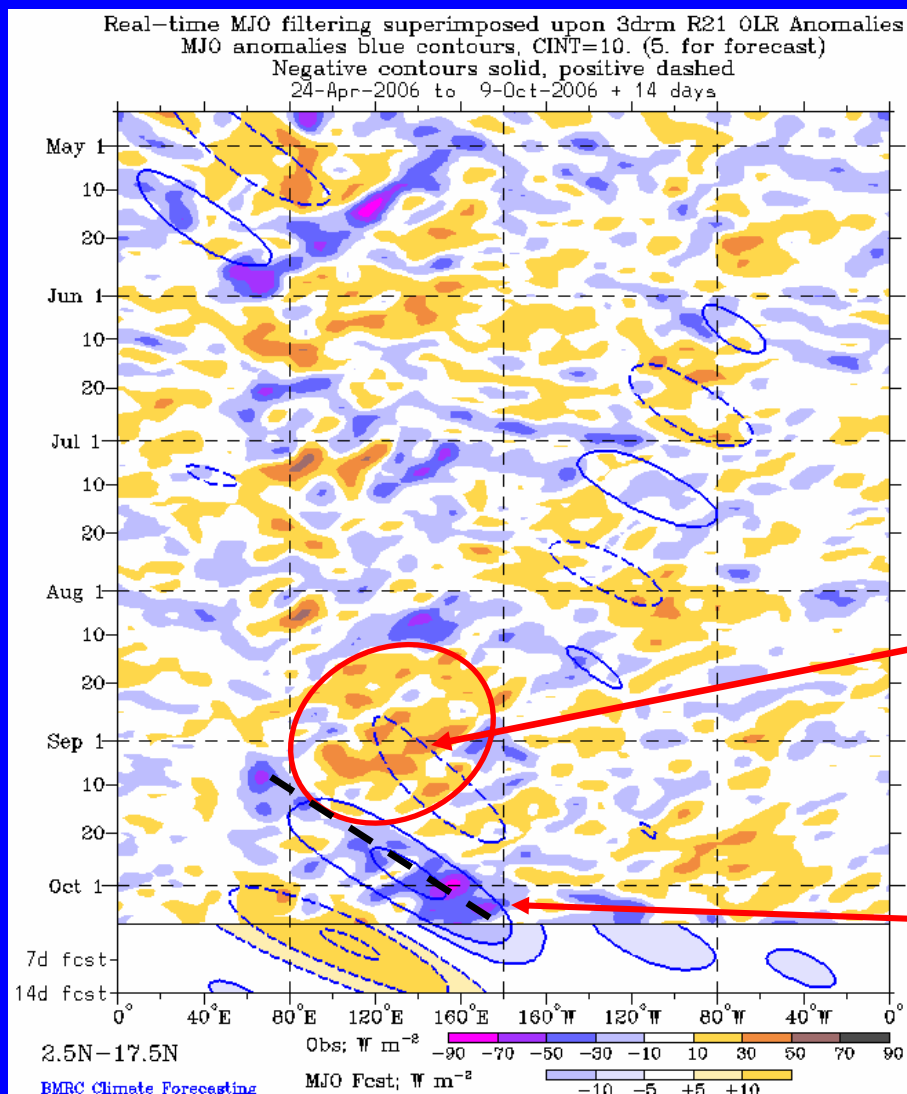 Real-time MJO filtering superimposed upon 3drm R21 OLR Anomalies
MJO anomalies blue contours, CINT=10. (5. for forecast)
Negative contours solid, positive dashed
24-Apr-2006 to 9-Oct-2006 + 14 days
May 1
10
20
Jun 1
10
20
Jul 1
10
20
Aug 1
10
20
Sep 1
10
20
Oct 1
7d fcst
14d fcst
0° 40°E 80°E 120°E 160°E 160°W 120°W 80°W 40°W 0°
2.5N-17.5N
Obs; W m⁻²
-90 -70 -50 -30 -10 10 30 50 70 90
MJO Fcst; W m⁻²
-10 -5 +5 +10
BMRC Climate Forecasting